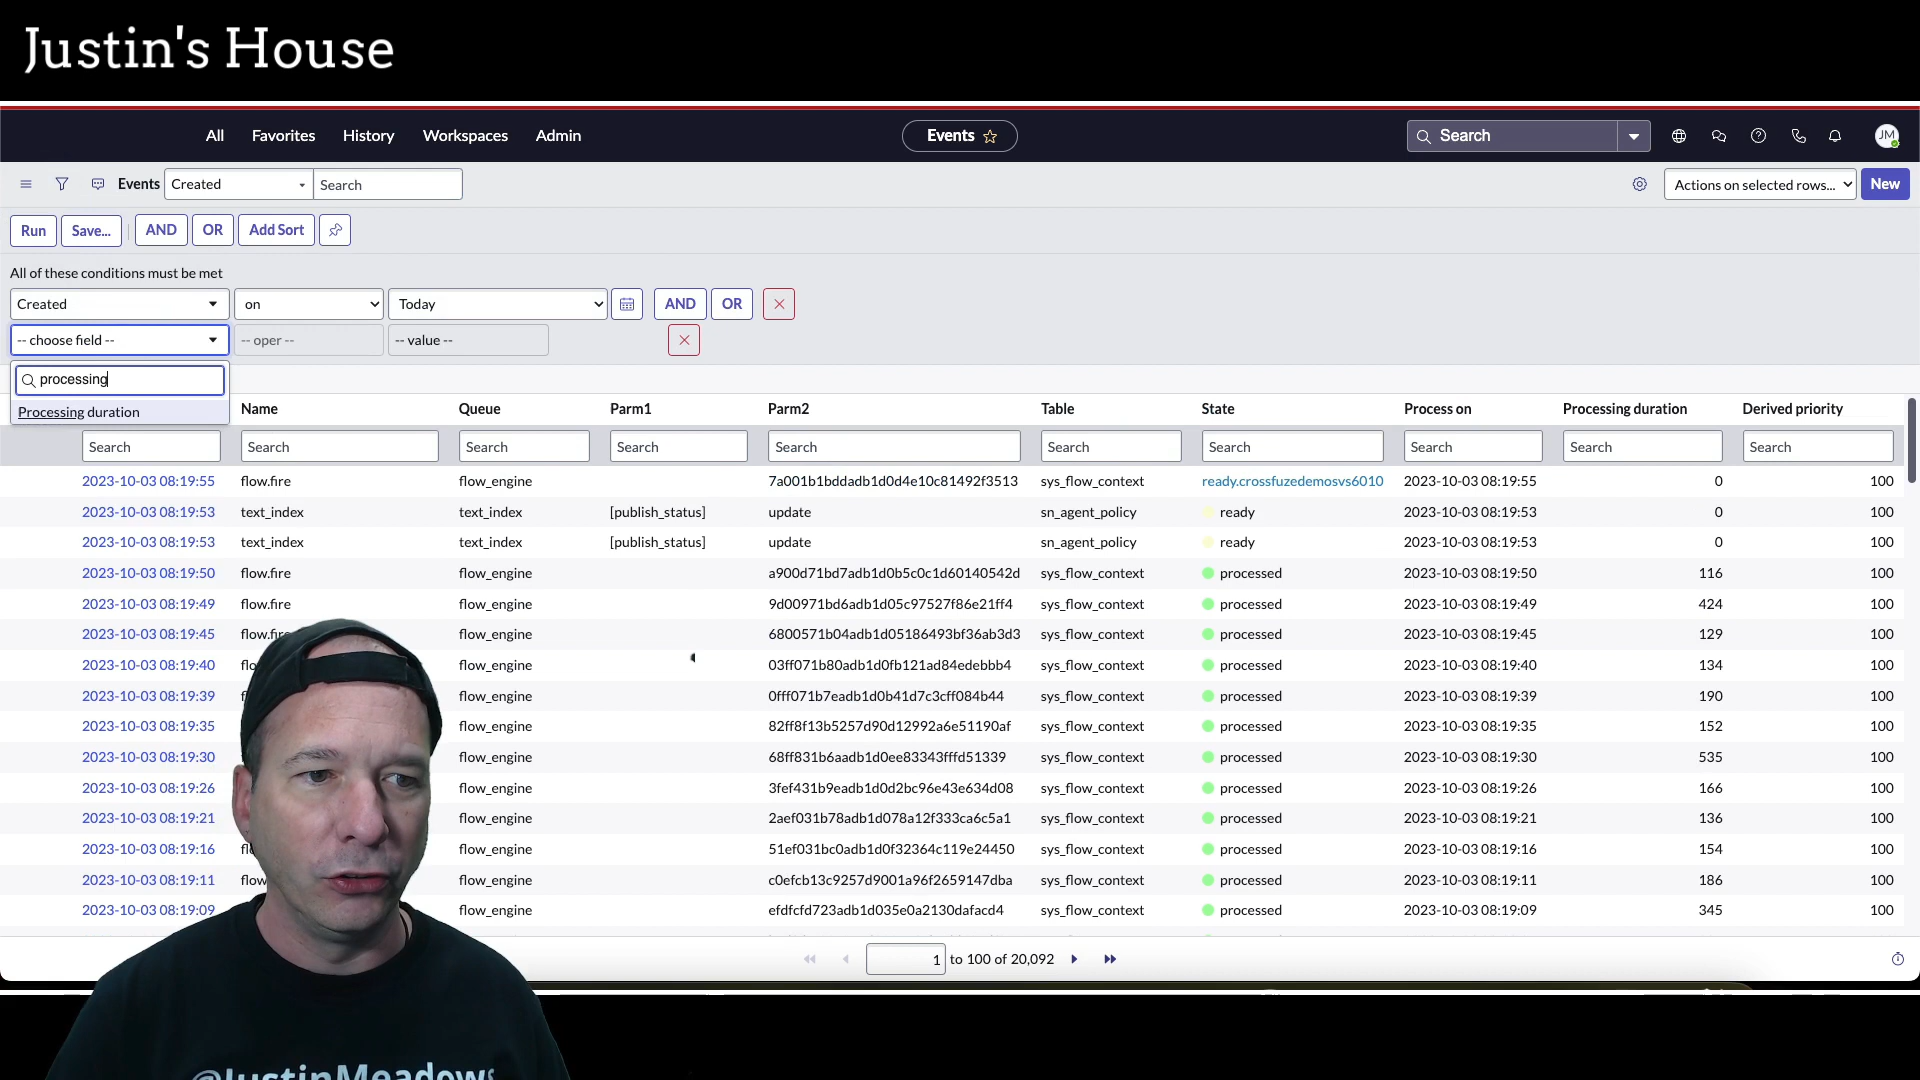 Justin's House
All Favorites History Workspaces Admin Events Search JM
Events Created Search Actions on selected rows... New
Run Save... AND OR Add Sort
All of these conditions must be met
Created on Today AND OR
-- choose field -- -- oper -- -- value --
processing
Processing duration
Name Queue Parm1 Parm2 Table State Process on Processing duration Derived priority
Search Search Search Search Search Search Search Search Search Search
2023-10-03 08:19:55 flow.fire flow_engine 7a001b1bddadb1d0d4e10c81492f3513 sys_flow_context ready.crossfuzedemosvs6010 2023-10-03 08:19:55 0 100
2023-10-03 08:19:53 text_index text_index [publish_status] update sn_agent_policy ready 2023-10-03 08:19:53 0 100
2023-10-03 08:19:53 text_index text_index [publish_status] update sn_agent_policy ready 2023-10-03 08:19:53 0 100
2023-10-03 08:19:50 flow.fire flow_engine a900d71bd7adb1d0b5c0c1d60140542d sys_flow_context processed 2023-10-03 08:19:50 116 100
2023-10-03 08:19:49 flow.fire flow_engine 9d00971bd6adb1d05c97527f86e21ff4 sys_flow_context processed 2023-10-03 08:19:49 424 100
2023-10-03 08:19:45 flow_engine 6800571b04adb1d05186493bf36ab3d3 sys_flow_context processed 2023-10-03 08:19:45 129 100
2023-10-03 08:19:40 flow_engine 03ff071b80adb1d0fb121ad84edebbb4 sys_flow_context processed 2023-10-03 08:19:40 134 100
2023-10-03 08:19:39 flow_engine 0fff071b7eadb1d0b41d7c3cff084b44 sys_flow_context processed 2023-10-03 08:19:39 190 100
2023-10-03 08:19:35 flow_engine 82ff8f13b5257d90d12992a6e51190af sys_flow_context processed 2023-10-03 08:19:35 152 100
2023-10-03 08:19:30 flow_engine 68ff831b6aadb1d0ee83343fffd51339 sys_flow_context processed 2023-10-03 08:19:30 535 100
2023-10-03 08:19:26 flow_engine 3fef431b9eadb1d0d2bc96e43e634d08 sys_flow_context processed 2023-10-03 08:19:26 166 100
2023-10-03 08:19:21 flow_engine 2aef031b78adb1d078a12f333ca6c5a1 sys_flow_context processed 2023-10-03 08:19:21 136 100
2023-10-03 08:19:16 flow_engine 51ef031bc0adb1d0f32364c119e24450 sys_flow_context processed 2023-10-03 08:19:16 154 100
2023-10-03 08:19:11 flow flow_engine c0efcb13c9257d9001a96f2659147dba sys_flow_context processed 2023-10-03 08:19:11 186 100
2023-10-03 08:19:09 flow_engine efdfcfd723adb1d035e0a2130dafacd4 sys_flow_context processed 2023-10-03 08:19:09 345 100
1 to 100 of 20,092
@JustinMeadows